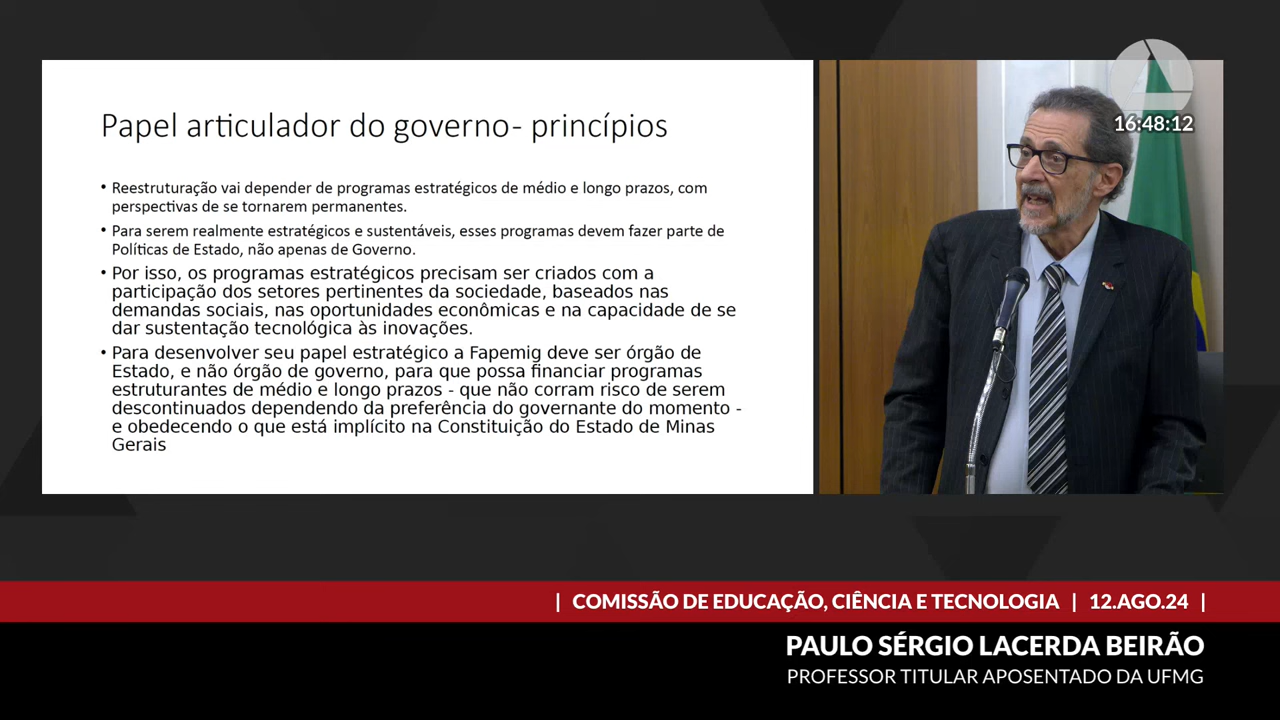 Papel articulador do governo- princípios
• Reestruturação vai depender de programas estratégicos de médio e longo prazos, com
perspectivas de se tornarem permanentes.
• Para serem realmente estratégicos e sustentáveis, esses programas devem fazer parte de
Políticas de Estado, não apenas de Governo.
• Por isso, os programas estratégicos precisam ser criados com a
participação dos setores pertinentes da sociedade, baseados nas
demandas sociais, nas oportunidades econômicas e na capacidade de se
dar sustentação tecnológica às inovações.
• Para desenvolver seu papel estratégico a Fapemig deve ser órgão de
Estado, e não órgão de governo, para que possa financiar programas
estruturantes de médio e longo prazos - que não corram risco de serem
descontinuados dependendo da preferência do governante do momento -
e obedecendo o que está implícito na Constituição do Estado de Minas
Gerais
16:48:12
| COMISSÃO DE EDUCAÇÃO, CIÊNCIA E TECNOLOGIA | 12.AGO.24 |
PAULO SÉRGIO LACERDA BEIRÃO
PROFESSOR TITULAR APOSENTADO DA UFMG